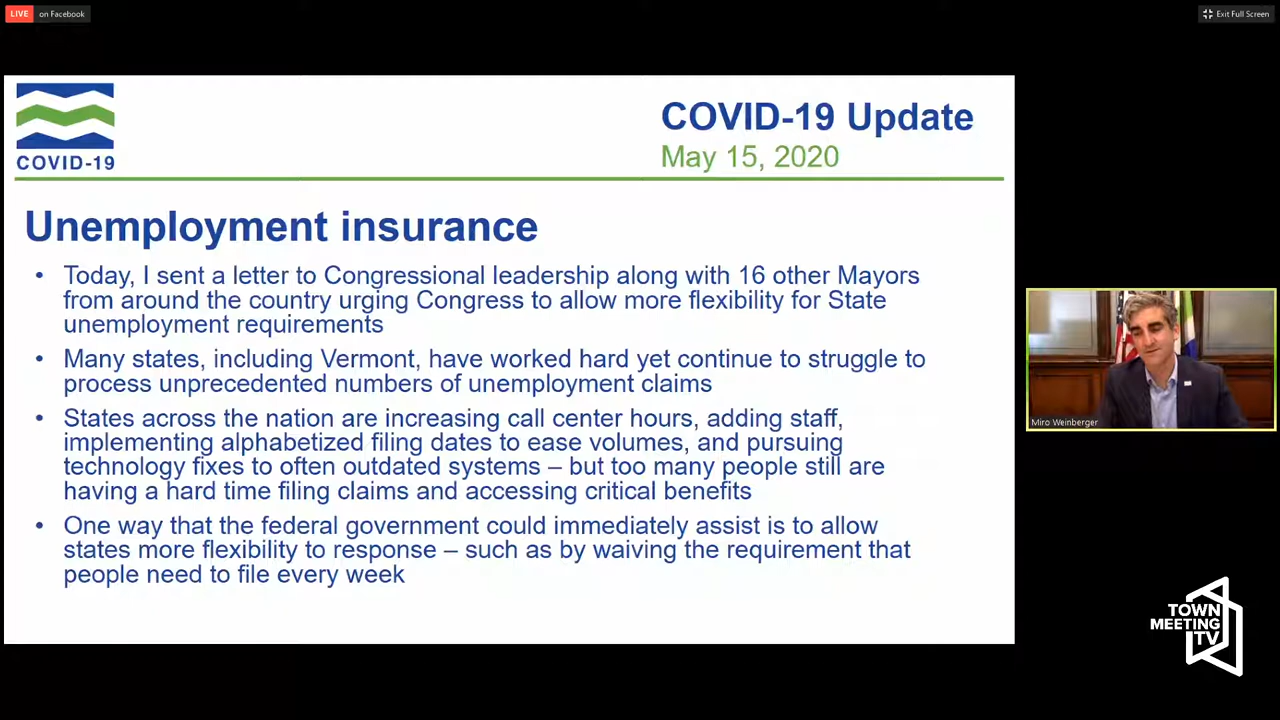 LIVE on Facebook
Exit Full Screen
COVID-19
COVID-19 Update
May 15, 2020
Unemployment insurance
• Today, I sent a letter to Congressional leadership along with 16 other Mayors
from around the country urging Congress to allow more flexibility for State
unemployment requirements
• Many states, including Vermont, have worked hard yet continue to struggle to
process unprecedented numbers of unemployment claims
• States across the nation are increasing call center hours, adding staff,
implementing alphabetized filing dates to ease volumes, and pursuing
technology fixes to often outdated systems – but too many people still are
having a hard time filing claims and accessing critical benefits
• One way that the federal government could immediately assist is to allow
states more flexibility to response – such as by waiving the requirement that
people need to file every week
Miro Weinberger
TOWN
MEETING
TV